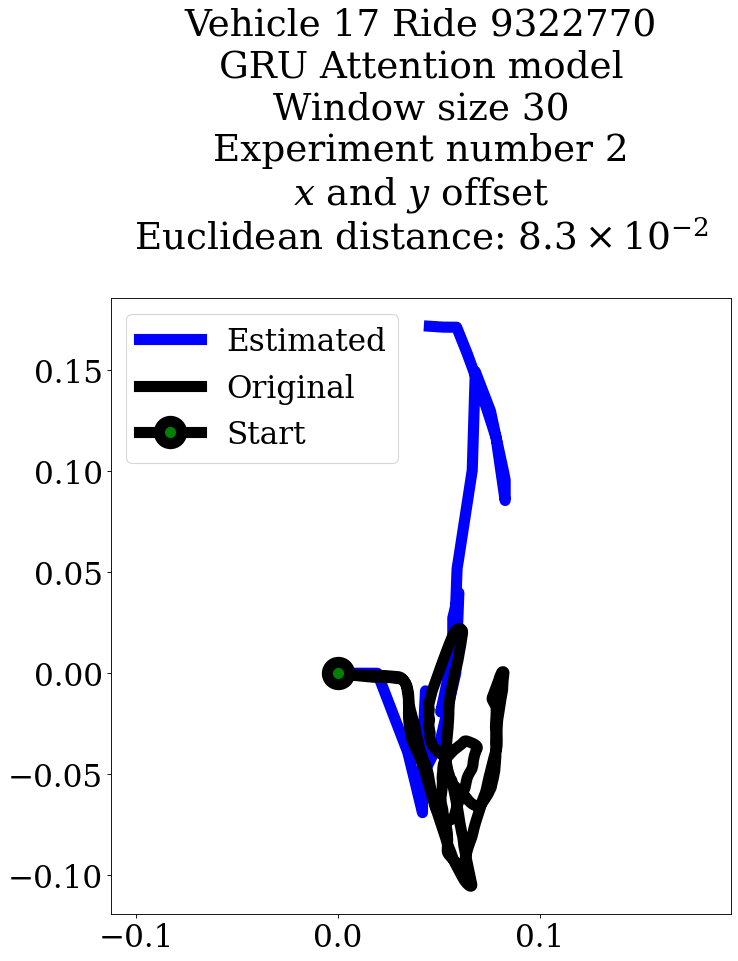 Vehicle 17 Ride 9322770
GRU Attention model
Window size 30
Experiment number 2
x and y offset
Euclidean distance: 8.3 × 10⁻²
Estimated
Original
Start
0.15
0.10
0.05
0.00
−0.05
−0.10
−0.1 0.0 0.1